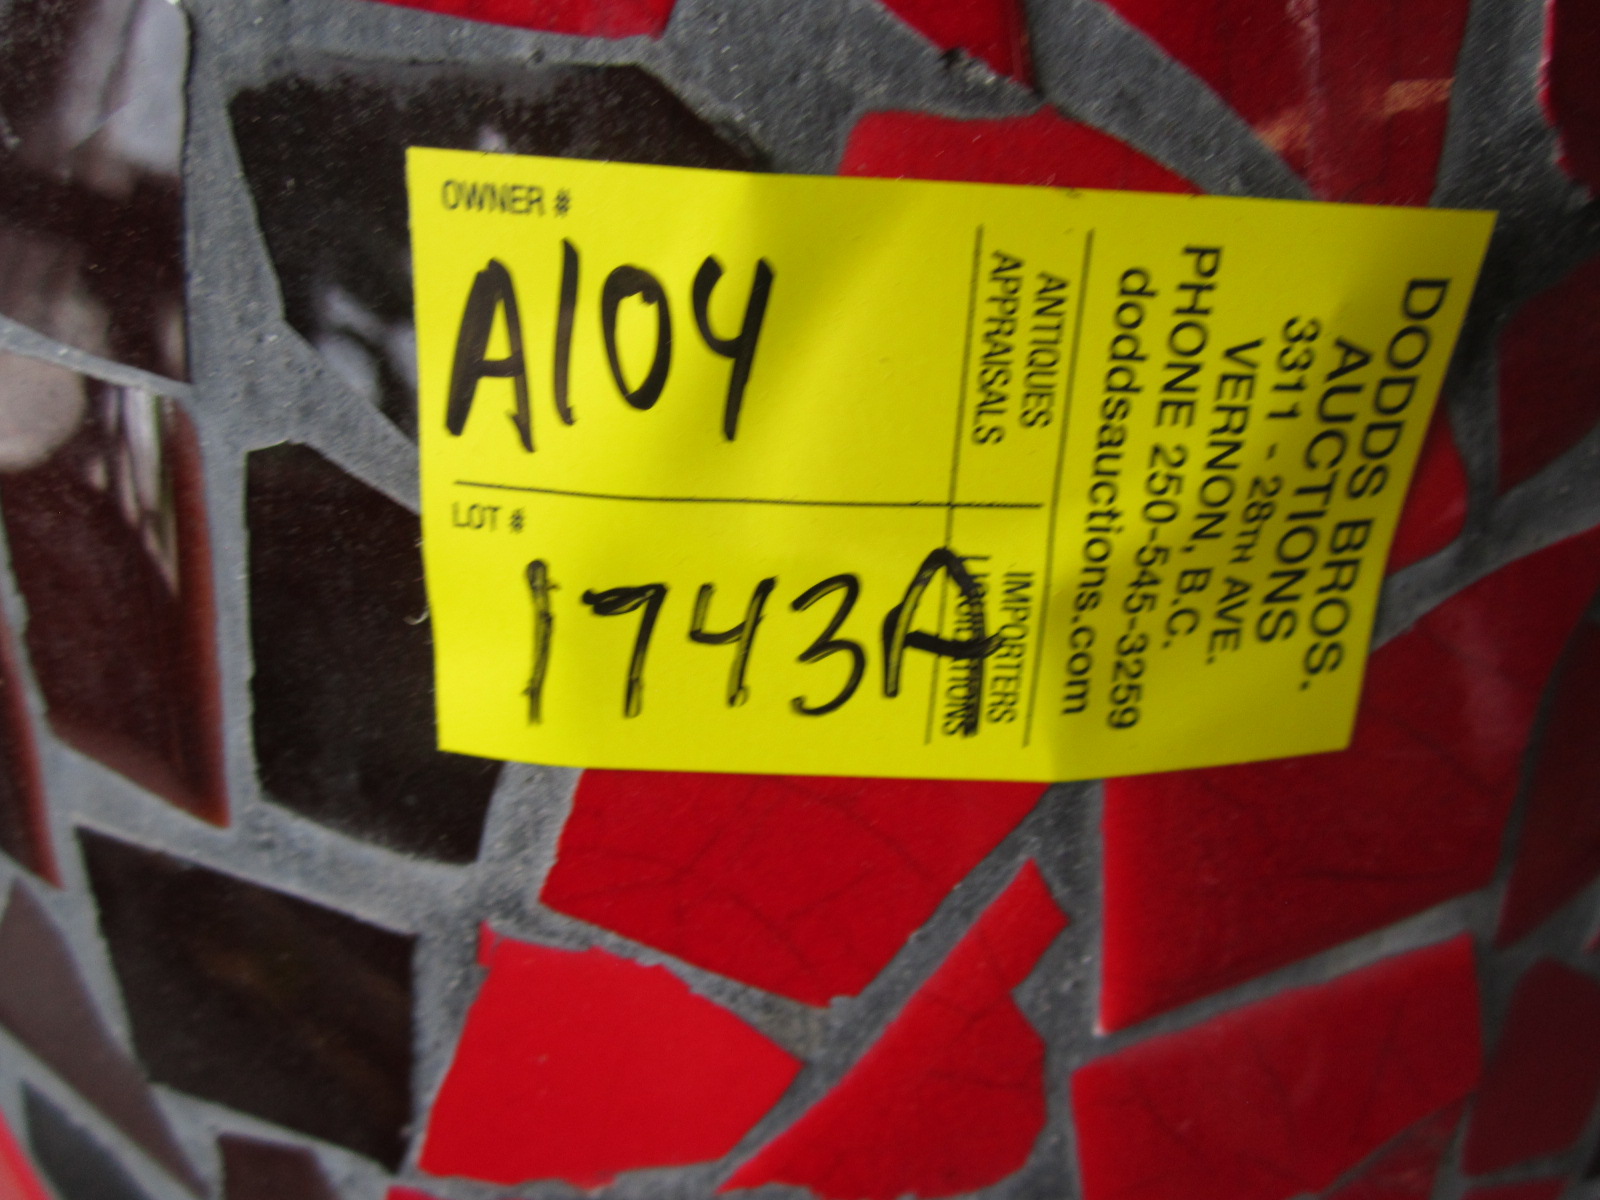 DODDS BROS.
AUCTIONS
3311 - 28TH AVE.
VERNON, B.C.
PHONE 250-545-3259
doddsauctions.com
ANTIQUES IMPORTERS
APPRAISALS LIQUIDATIONS
OWNER #
A104
LOT #
1743A